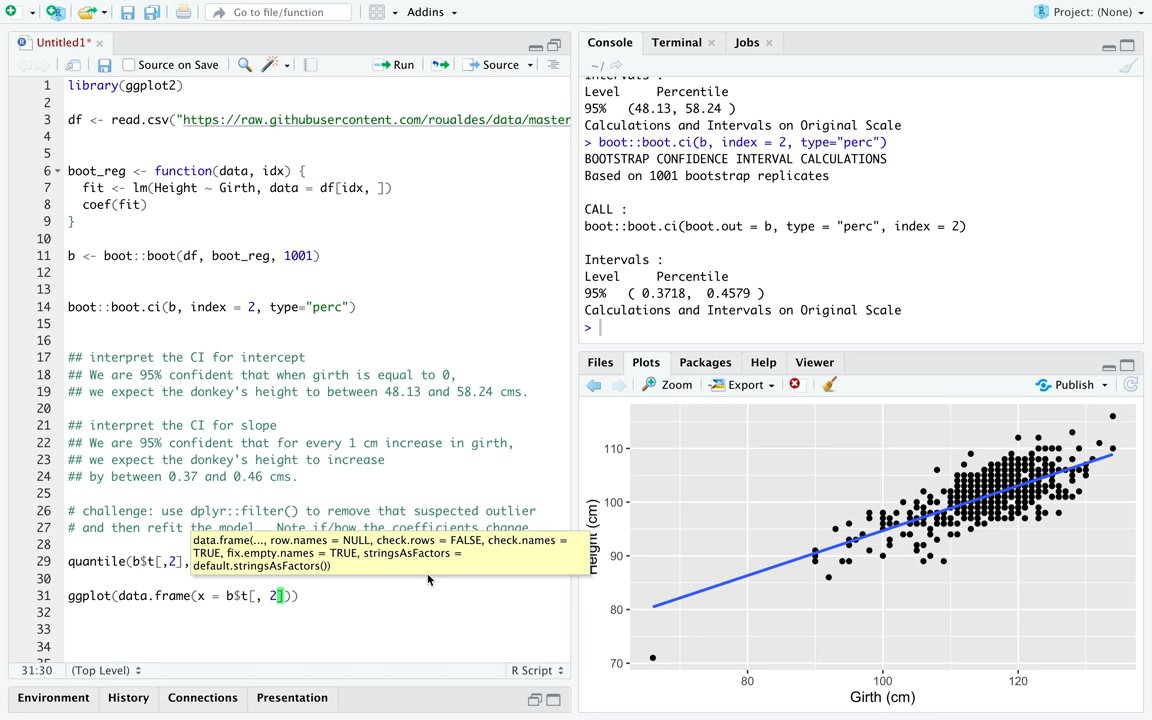 Go to file/function
Addins
Project: (None)
Untitled1*
Source on Save
Run
Source
1 library(ggplot2)
2
3 df <- read.csv("https://raw.githubusercontent.com/roualdes/data/master
4
5
6 boot_reg <- function(data, idx) {
7 fit <- lm(Height ~ Girth, data = df[idx, ])
8 coef(fit)
9 }
10
11 b <- boot::boot(df, boot_reg, 1001)
12
13
14 boot::boot.ci(b, index = 2, type="perc")
15
16
17 ## interpret the CI for intercept
18 ## We are 95% confident that when girth is equal to 0,
19 ## we expect the donkey's height to between 48.13 and 58.24 cms.
20
21 ## interpret the CI for slope
22 ## We are 95% confident that for every 1 cm increase in girth,
23 ## we expect the donkey's height to increase
24 ## by between 0.37 and 0.46 cms.
25
26 # challenge: use dplyr::filter() to remove that suspected outlier
27 # and then refit the model. Note if/how the coefficients change
28
data.frame(..., row.names = NULL, check.rows = FALSE, check.names =
TRUE, fix.empty.names = TRUE, stringsAsFactors =
default.stringsAsFactors())
29 quantile(b$t[,2],
30
31 ggplot(data.frame(x = b$t[, 2]))
32
33
34
31:30
(Top Level)
R Script
Environment
History
Connections
Presentation
Console
Terminal
Jobs
~/
Intervals :
Level Percentile
95% (48.13, 58.24 )
Calculations and Intervals on Original Scale
> boot::boot.ci(b, index = 2, type="perc")
BOOTSTRAP CONFIDENCE INTERVAL CALCULATIONS
Based on 1001 bootstrap replicates
CALL :
boot::boot.ci(boot.out = b, type = "perc", index = 2)
Intervals :
Level Percentile
95% ( 0.3718, 0.4579 )
Calculations and Intervals on Original Scale
>
Files
Plots
Packages
Help
Viewer
Zoom
Export
Publish
110
100
90
80
70
Height (cm)
80
100
120
Girth (cm)